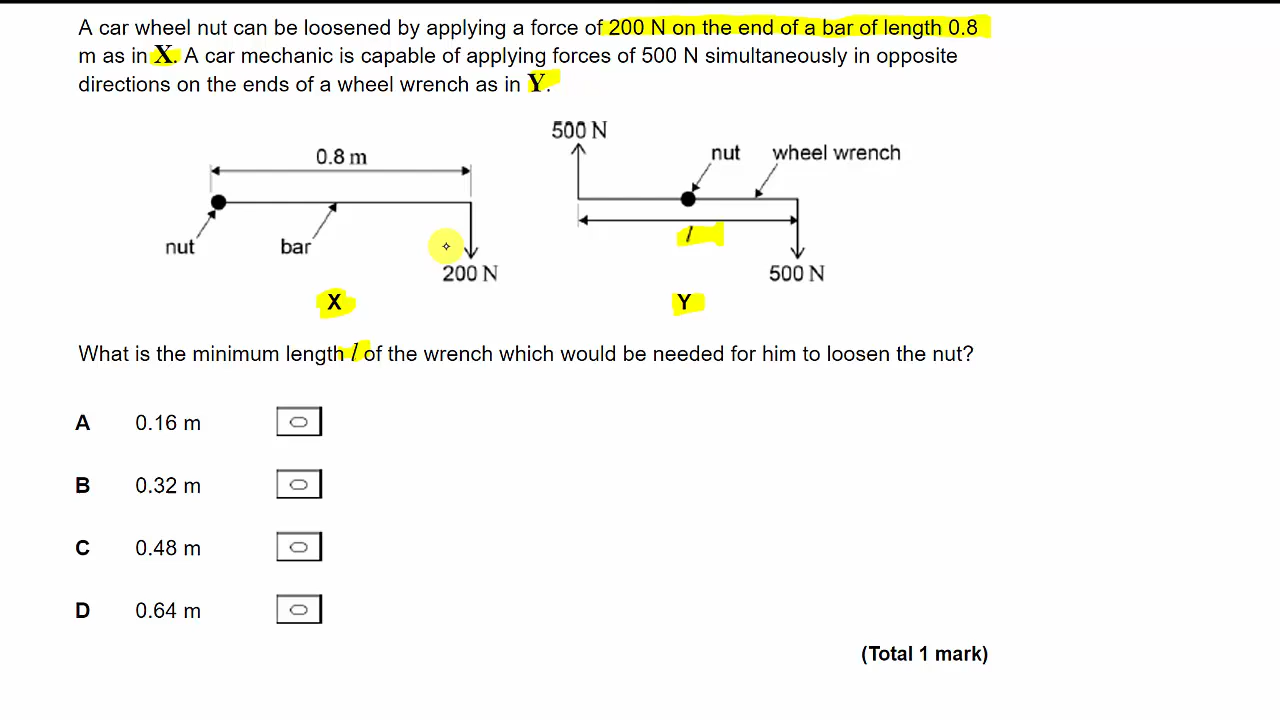 A car wheel nut can be loosened by applying a force of 200 N on the end of a bar of length 0.8
m as in X. A car mechanic is capable of applying forces of 500 N simultaneously in opposite
directions on the ends of a wheel wrench as in Y.
500 N
0.8 m
nut
wheel wrench
l
nut
bar
200 N
500 N
X
Y
What is the minimum length l of the wrench which would be needed for him to loosen the nut?
A 0.16 m
B 0.32 m
C 0.48 m
D 0.64 m
(Total 1 mark)